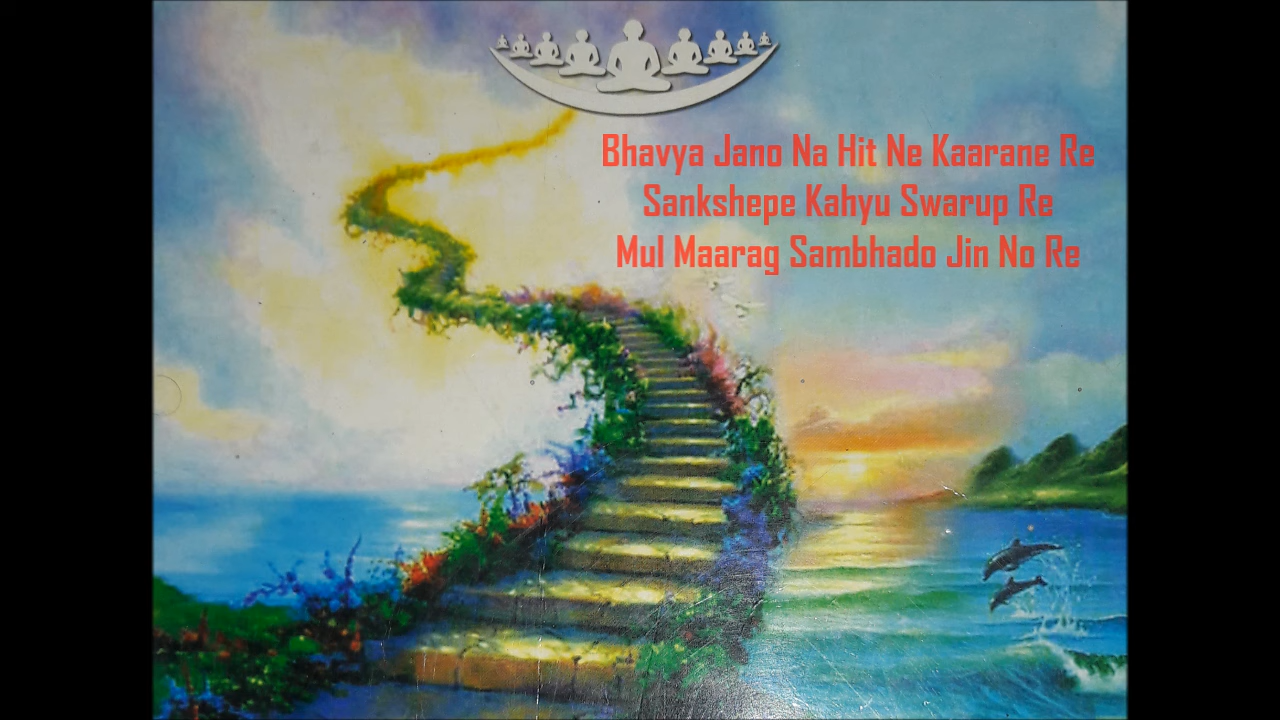 Bhavya Jano Na Hit Ne Kaarane Re
Sankshepe Kahyu Swarup Re
Mul Maarag Sambhado Jin No Re